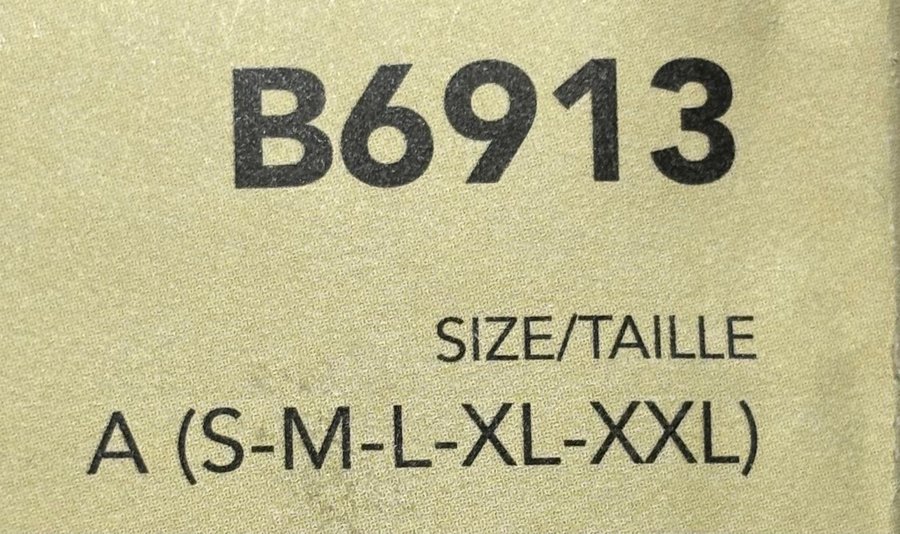 B6913
SIZE/TAILLE
A (S-M-L-XL-XXL)